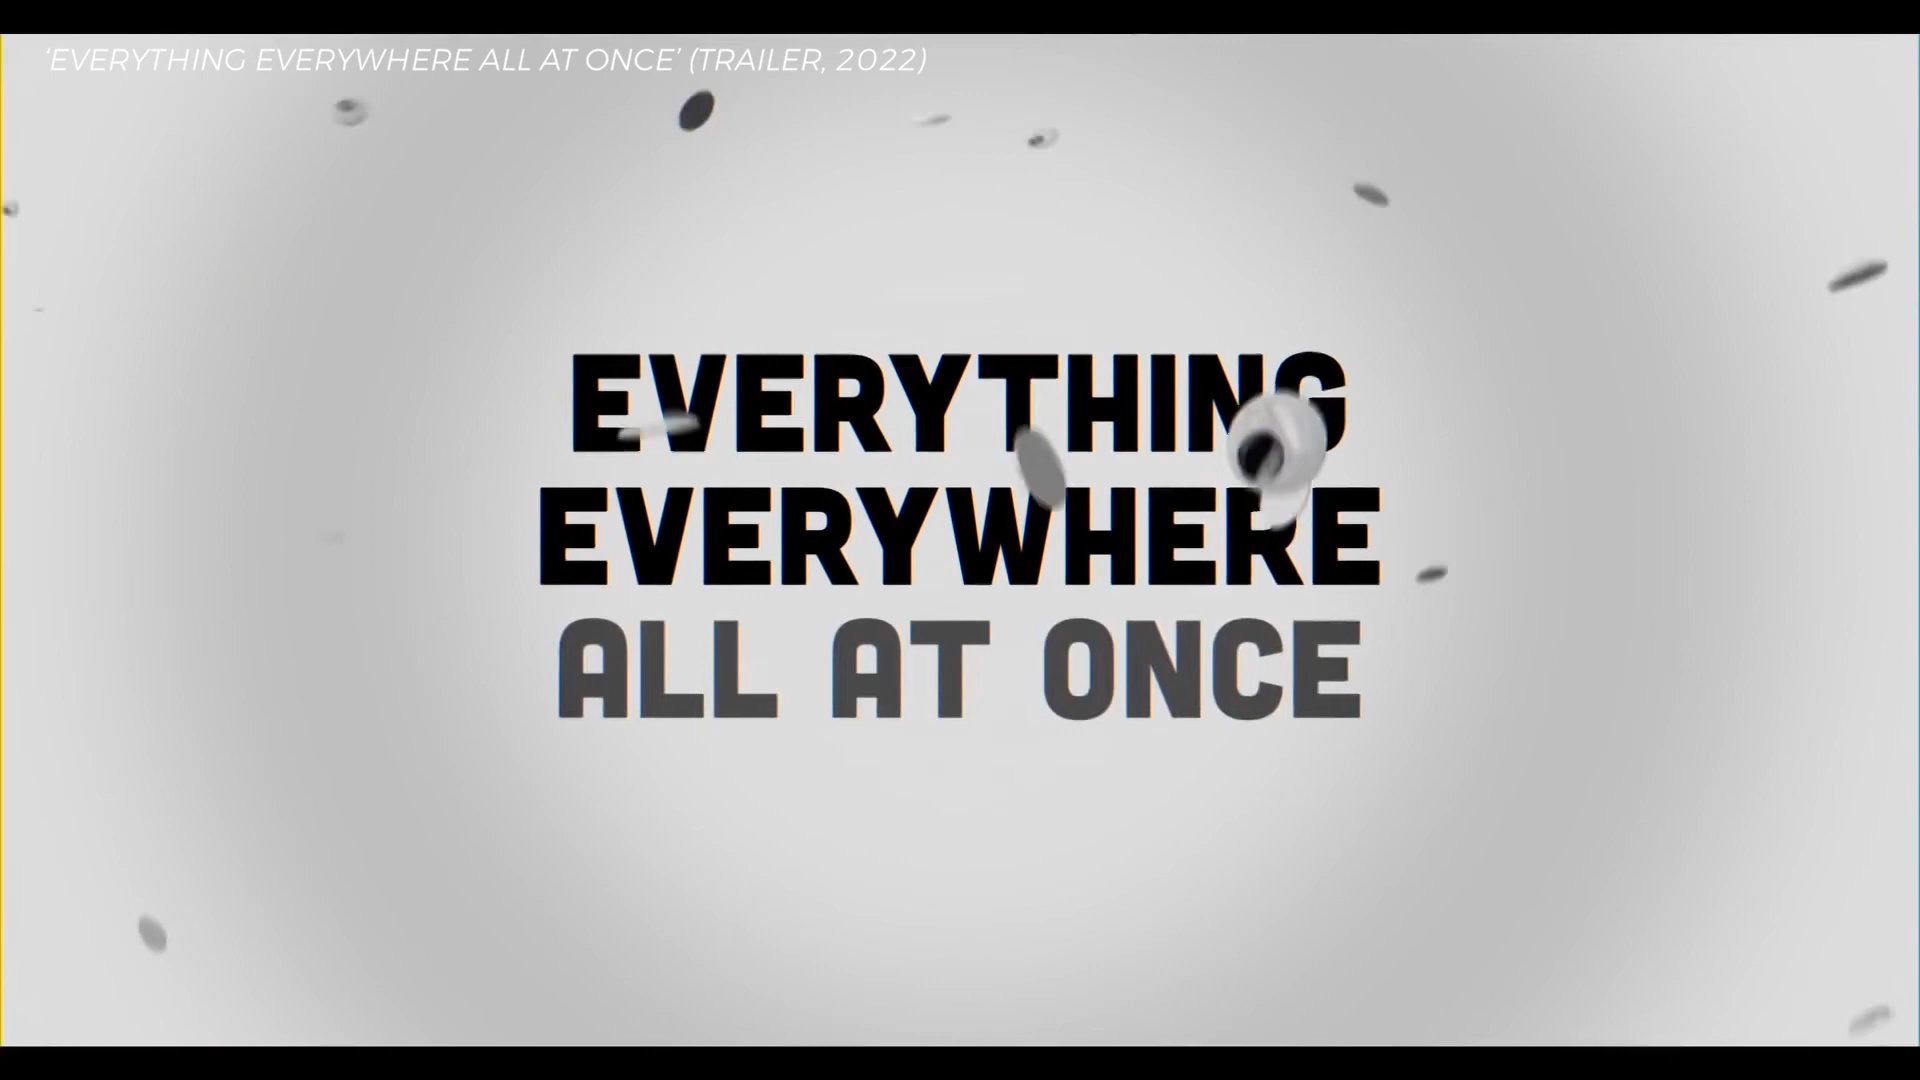 ‘EVERYTHING EVERYWHERE ALL AT ONCE’ (TRAILER, 2022)
EVERYTHING
EVERYWHERE
ALL AT ONCE